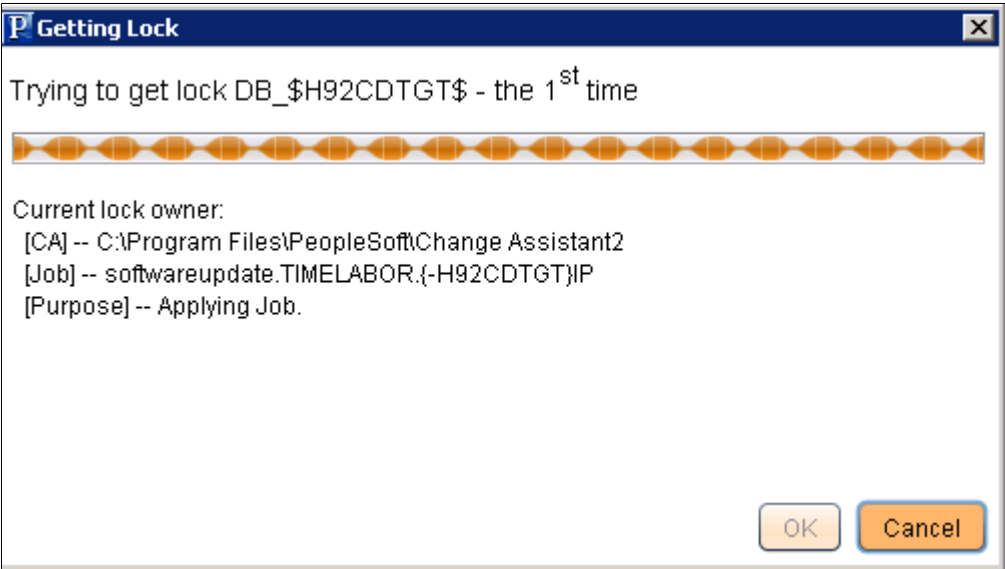 P Getting Lock
Trying to get lock DB_$H92CDTGT$ - the 1st time
Current lock owner:
[CA] -- C:\Program Files\PeopleSoft\Change Assistant2
[Job] -- softwareupdate.TIMELABOR.{-H92CDTGT}IP
[Purpose] -- Applying Job.
OK Cancel